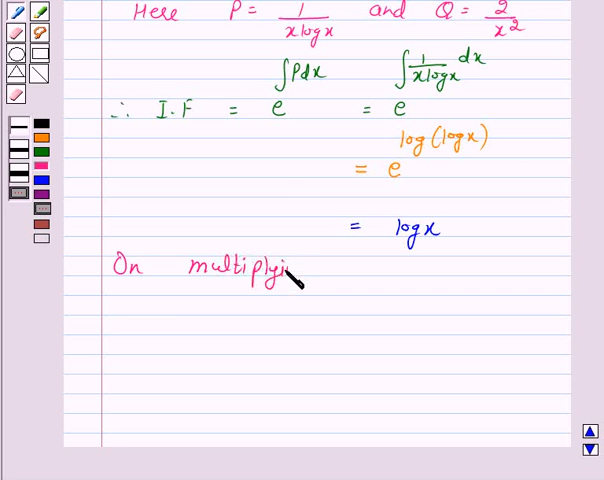 Here P = 1/(x log x) and Q = 2/x²
∴ I.F = e^∫Pdx = e^∫1/(x log x) dx
= e^log(log x)
= log x
On multiplyi